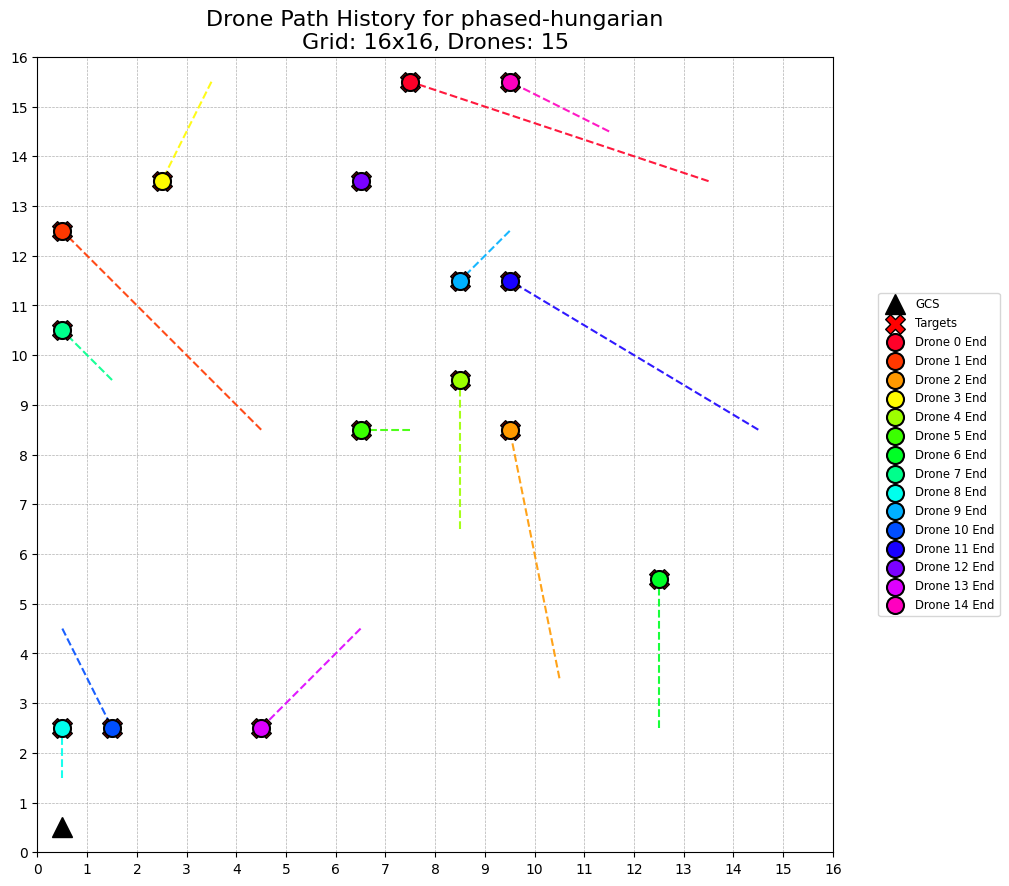 Drone Path History for phased-hungarian
Grid: 16x16, Drones: 15
16
15
14
13
12
11
10
9
8
7
6
5
4
3
2
1
0
0 1 2 3 4 5 6 7 8 9 10 11 12 13 14 15 16
GCS
Targets
Drone 0 End
Drone 1 End
Drone 2 End
Drone 3 End
Drone 4 End
Drone 5 End
Drone 6 End
Drone 7 End
Drone 8 End
Drone 9 End
Drone 10 End
Drone 11 End
Drone 12 End
Drone 13 End
Drone 14 End